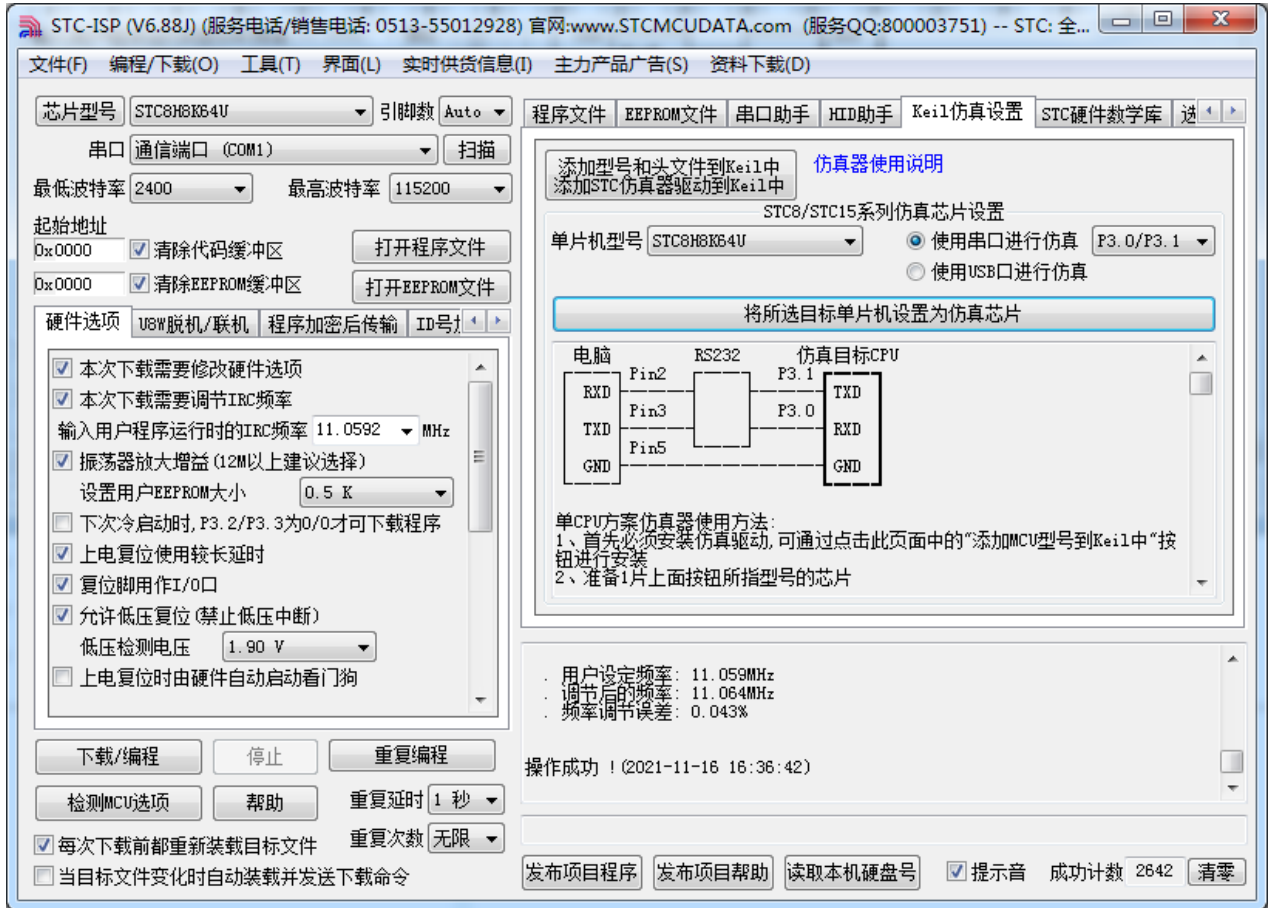 STC-ISP (V6.88J) (服务电话/销售电话: 0513-55012928) 官网:www.STCMCUDATA.com (服务QQ:800003751) -- STC: 全...
文件(F) 编程/下载(O) 工具(T) 界面(L) 实时供货信息(I) 主力产品广告(S) 资料下载(D)
芯片型号 STC8H8K64U 引脚数 Auto
串口 通信端口 (COM1) 扫描
最低波特率 2400 最高波特率 115200
起始地址
0x0000 清除代码缓冲区 打开程序文件
0x0000 清除EEPROM缓冲区 打开EEPROM文件
硬件选项 U8W脱机/联机 程序加密后传输 ID号
本次下载需要修改硬件选项
本次下载需要调节IRC频率
输入用户程序运行时的IRC频率 11.0592 MHz
振荡器放大增益(12M以上建议选择)
设置用户EEPROM大小 0.5 K
下次冷启动时,P3.2/P3.3为0/0才可下载程序
上电复位使用较长延时
复位脚用作I/O口
允许低压复位(禁止低压中断)
低压检测电压 1.90 V
上电复位时由硬件自动启动看门狗
下载/编程 停止 重复编程
检测MCU选项 帮助 重复延时 1 秒
每次下载前都重新装载目标文件 重复次数 无限
当目标文件变化时自动装载并发送下载命令
程序文件 EEPROM文件 串口助手 HID助手 Keil仿真设置 STC硬件数学库 选
添加型号和头文件到Keil中 仿真器使用说明
添加STC仿真器驱动到Keil中
STC8/STC15系列仿真芯片设置
单片机型号 STC8H8K64U 使用串口进行仿真 P3.0/P3.1
使用USB口进行仿真
将所选目标单片机设置为仿真芯片
电脑 RS232 仿真目标CPU
Pin2 P3.1
RXD TXD
Pin3 P3.0
TXD RXD
Pin5
GND GND
单CPU方案仿真器使用方法:
1、首先必须安装仿真驱动,可通过点击此页面中的"添加MCU型号到Keil中"按
钮进行安装
2、准备1片上面按钮所指型号的芯片
. 用户设定频率: 11.059MHz
. 调节后的频率: 11.064MHz
. 频率调节误差: 0.043%
操作成功 !(2021-11-16 16:36:42)
发布项目程序 发布项目帮助 读取本机硬盘号 提示音 成功计数 2642 清零